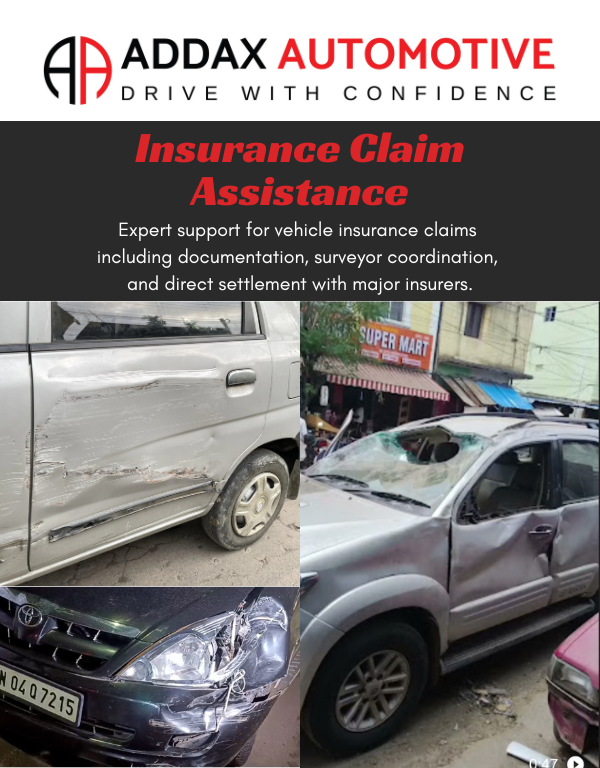 ADDAX AUTOMOTIVE
DRIVE WITH CONFIDENCE
Insurance Claim
Assistance
Expert support for vehicle insurance claims
including documentation, surveyor coordination,
and direct settlement with major insurers.
SUPER MART
N 04 Q 7215
0:47